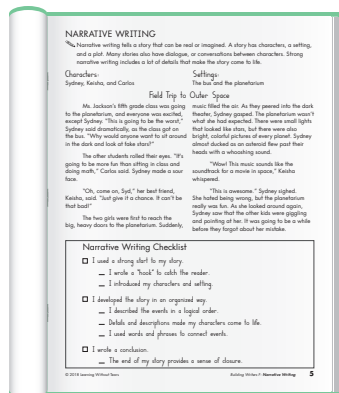 NARRATIVE WRITING
Narrative writing tells a story that can be real or imagined. A story has characters, a setting,
and a plot. Many stories also have dialogue, or conversations between characters. Strong
narrative writing includes a lot of details that make the story come to life.
Characters:
Sydney, Keisha, and Carlos
Settings:
The bus and the planetarium
Field Trip to Outer Space
Ms. Jackson's fifth grade class was going
to the planetarium, and everyone was excited,
except Sydney. "This is going to be the worst,"
Sydney said dramatically, as the class got on
the bus. "Why would anyone want to sit around
in the dark and look at fake stars?"
The other students rolled their eyes. "It's
going to be more fun than sitting in class and
doing math," Carlos said. Sydney made a sour
face.
"Oh, come on, Syd," her best friend,
Keisha, said. "Just give it a chance. It can't be
that bad!"
The two girls were first to reach the
big, heavy doors to the planetarium. Suddenly,
music filled the air. As they peered into the dark
theater, Sydney gasped. The planetarium wasn't
what she had expected. There were small lights
that looked like stars, but there were also
bright, colorful pictures of every planet. Sydney
almost ducked as an asteroid flew past their
heads with a whooshing sound.
"Wow! This music sounds like the
soundtrack for a movie in space," Keisha
whispered.
"This is awesome," Sydney sighed.
She hated being wrong, but the planetarium
really was fun. As she looked around again,
Sydney saw that the other kids were giggling
and pointing at her. It was going to be a while
before they forgot about her mistake.
Narrative Writing Checklist
I used a strong start to my story.
I wrote a "hook" to catch the reader.
I introduced my characters and setting.
I developed the story in an organized way.
I described the events in a logical order.
Details and descriptions made my characters come to life.
I used words and phrases to connect events.
I wrote a conclusion.
The end of my story provides a sense of closure.
© 2019 Learning Without Tears
Building Writers F: Narrative Writing 5